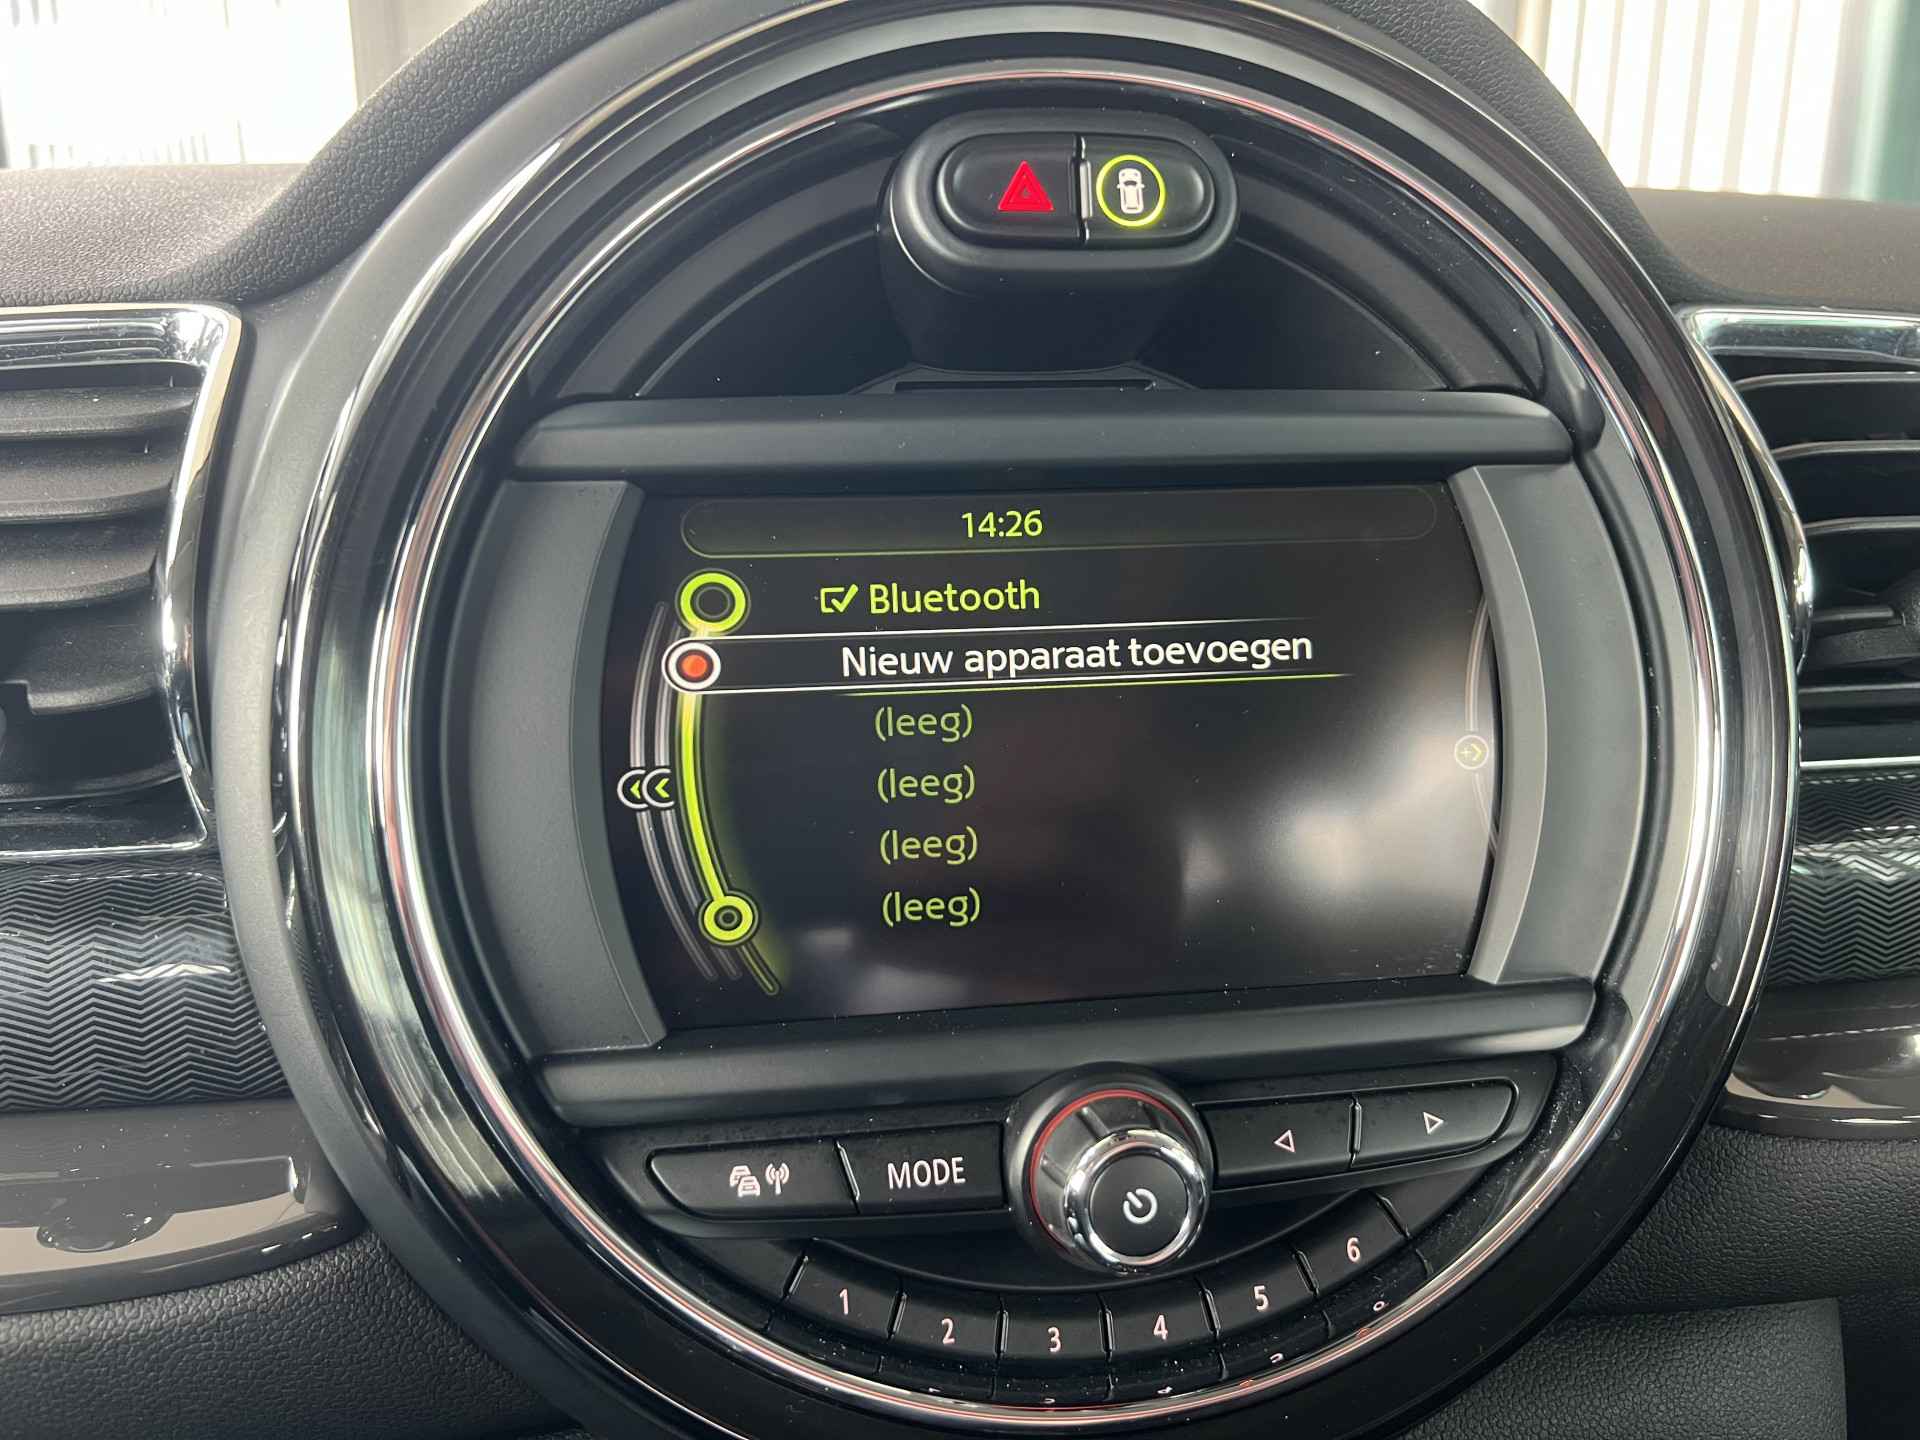 14:26
Bluetooth
Nieuw apparaat toevoegen
(leeg)
(leeg)
(leeg)
(leeg)
MODE
1
2
3
4
5
6